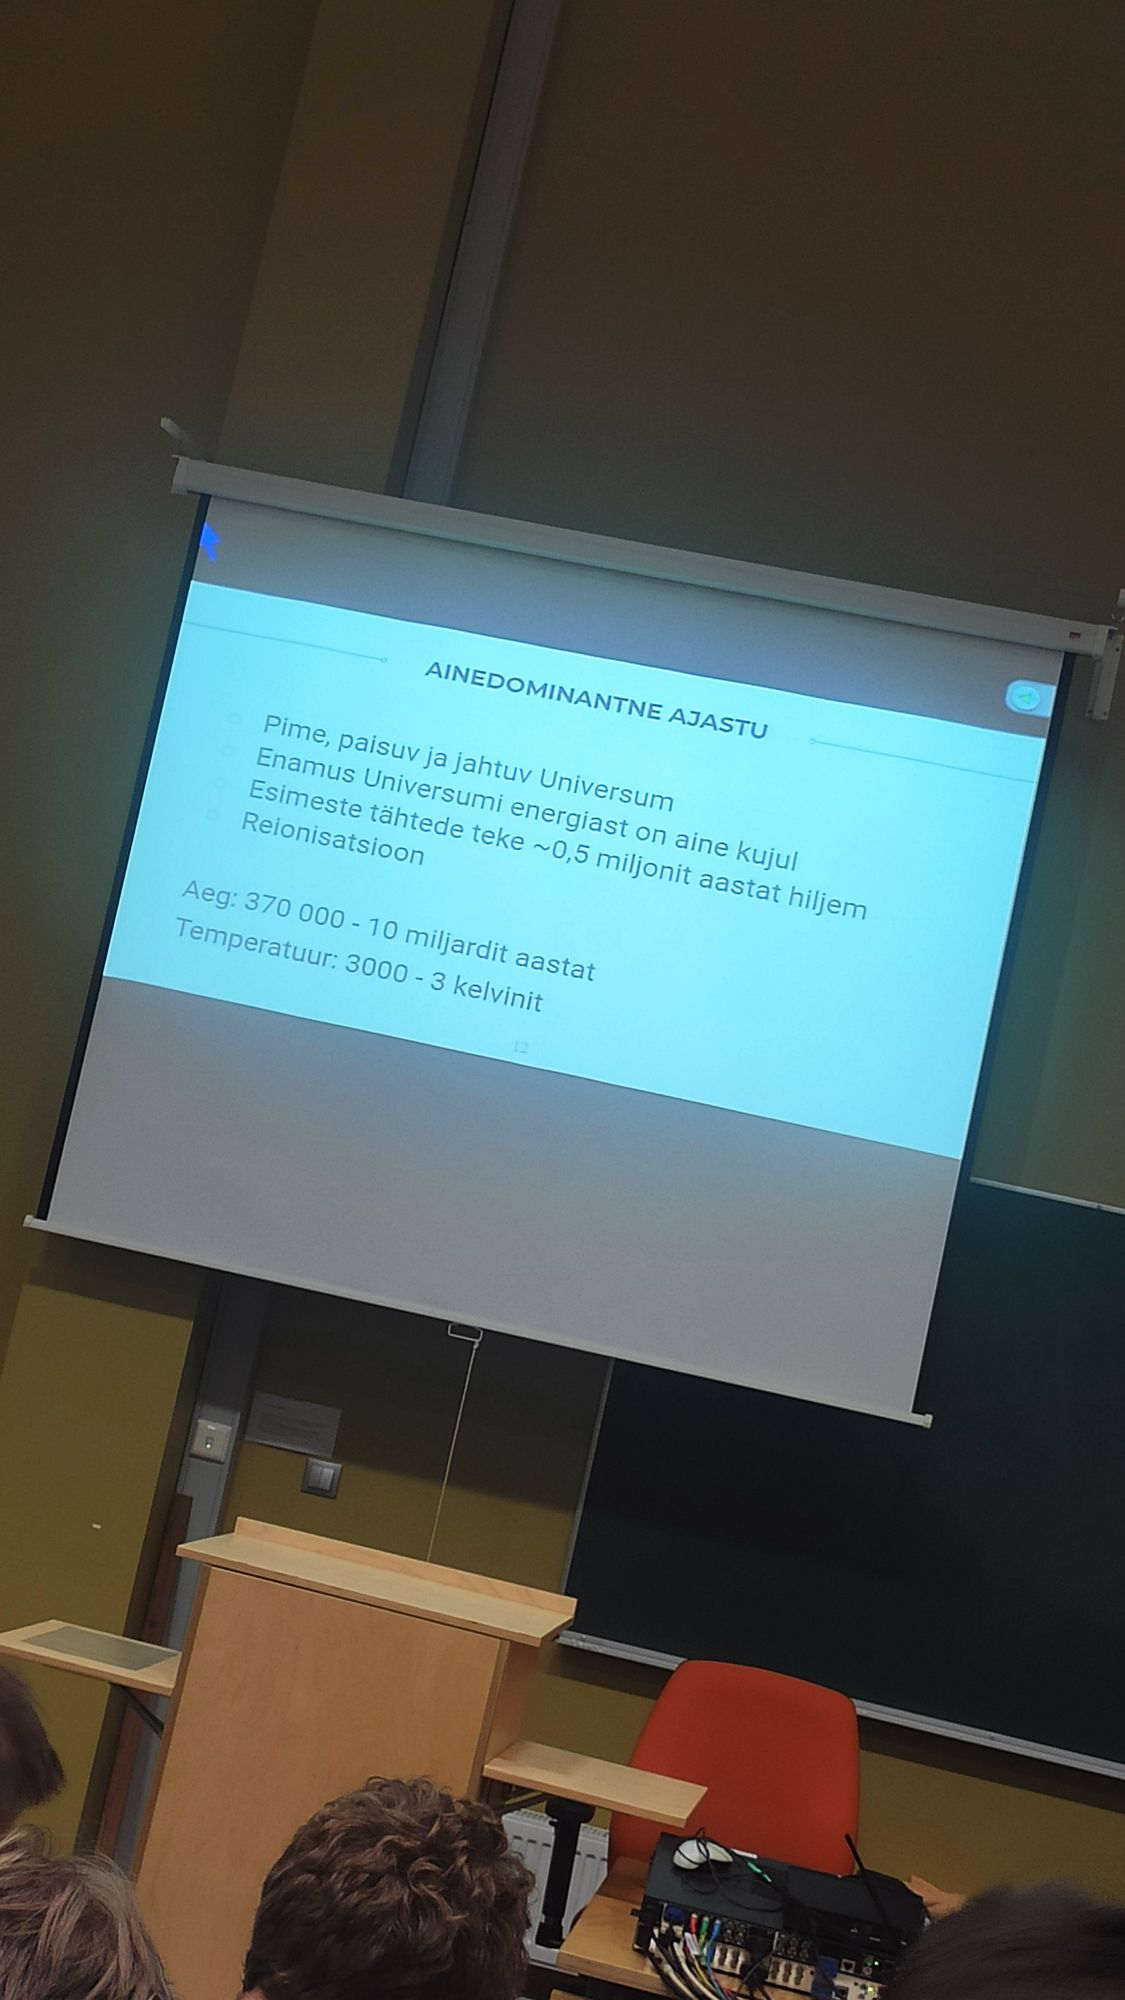 AINEDOMINANTNE AJASTU
Pime, paisuv ja jahtuv Universum
Enamus Universumi energiast on aine kujul
Esimeste tähtede teke ~0,5 miljonit aastat hiljem
Reionisatsioon
Aeg: 370 000 - 10 miljardit aastat
Temperatuur: 3000 - 3 kelvinit
12